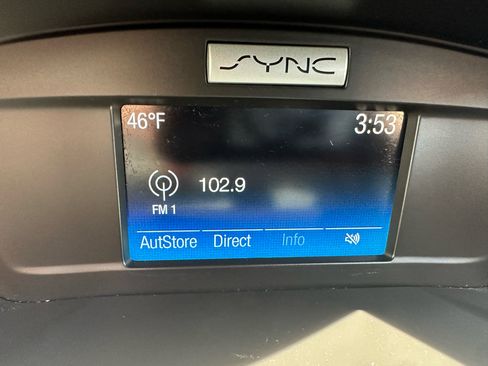 SYNC
46°F 3:53
102.9
FM 1
AutStore Direct Info